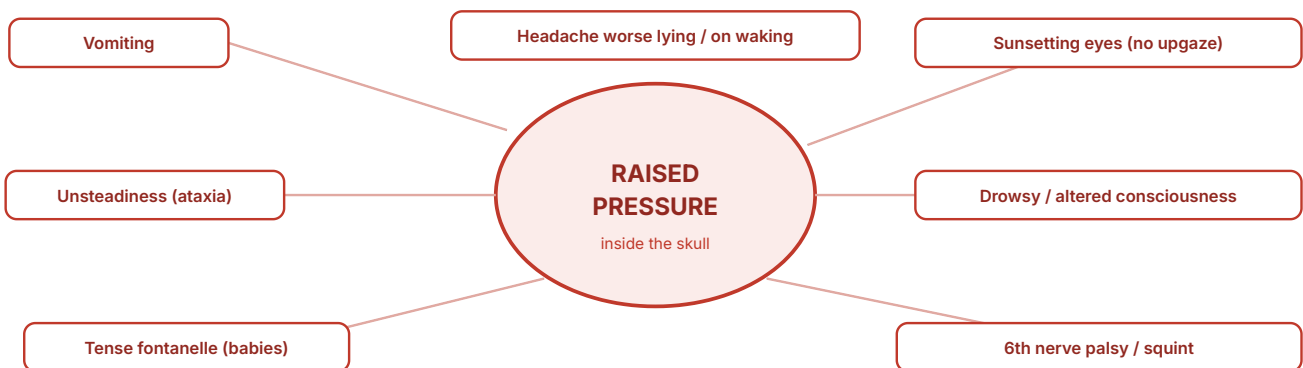 Vomiting
Headache worse lying / on waking
Sunsetting eyes (no upgaze)
RAISED
PRESSURE
inside the skull
Unsteadiness (ataxia)
Drowsy / altered consciousness
Tense fontanelle (babies)
6th nerve palsy / squint